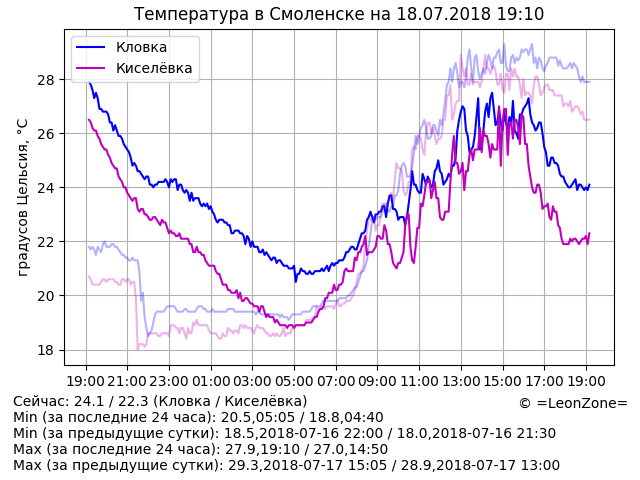 Температура в Смоленске на 18.07.2018 19:10
Кловка
Киселёвка
градусов Цельсия, °C
28
26
24
22
20
18
19:00 21:00 23:00 01:00 03:00 05:00 07:00 09:00 11:00 13:00 15:00 17:00 19:00
Сейчас: 24.1 / 22.3 (Кловка / Киселёвка)
© =LeonZone=
Min (за последние 24 часа): 20.5,05:05 / 18.8,04:40
Min (за предыдущие сутки): 18.5,2018-07-16 22:00 / 18.0,2018-07-16 21:30
Max (за последние 24 часа): 27.9,19:10 / 27.0,14:50
Max (за предыдущие сутки): 29.3,2018-07-17 15:05 / 28.9,2018-07-17 13:00